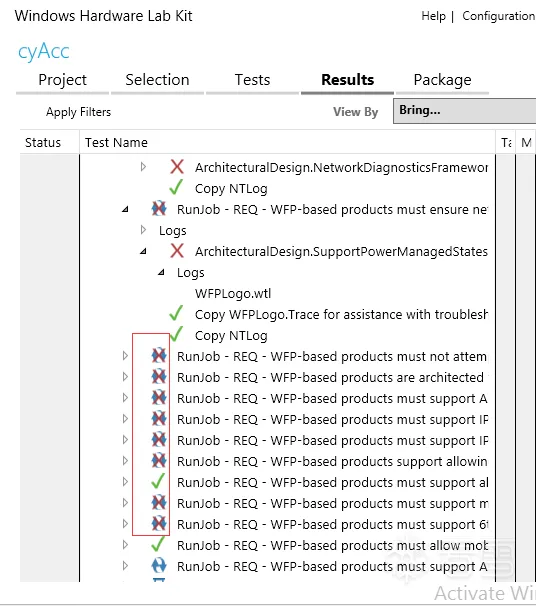 Windows Hardware Lab Kit
Help | Configuration
cyAcc
Project Selection Tests Results Package
Apply Filters View By Bring...
Status Test Name Ta M
ArchitecturalDesign.NetworkDiagnosticsFramewor
Copy NTLog
RunJob - REQ - WFP-based products must ensure ne
Logs
ArchitecturalDesign.SupportPowerManagedStates
Logs
WFPLogo.wtl
Copy WFPLogo.Trace for assistance with troublesh
Copy NTLog
RunJob - REQ - WFP-based products must not attem
RunJob - REQ - WFP-based products are architected
RunJob - REQ - WFP-based products must support A
RunJob - REQ - WFP-based products must support IP
RunJob - REQ - WFP-based products must support IP
RunJob - REQ - WFP-based products support allowin
RunJob - REQ - WFP-based products must support al
RunJob - REQ - WFP-based products must support m
RunJob - REQ - WFP-based products must support 6t
RunJob - REQ - WFP-based products must allow mob
RunJob - REQ - WFP-based products must support A
Activate Wi